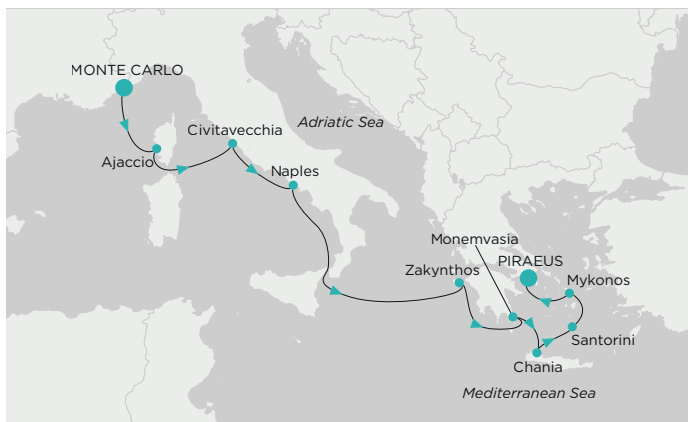 MONTE CARLO
Adriatic Sea
Civitavecchia
Ajaccio
Naples
Monemvasia
PIRAEUS
Zakynthos
Mykonos
Santorini
Chania
Mediterranean Sea